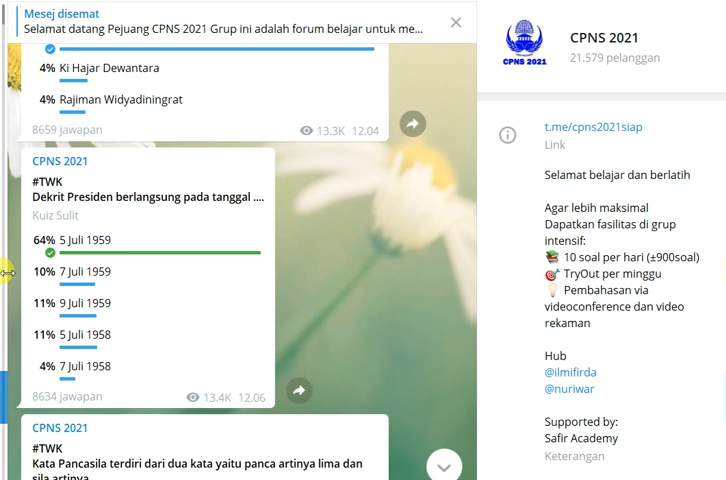 Mesej disemat
Selamat datang Pejuang CPNS 2021 Grup ini adalah forum belajar untuk me...
4% Ki Hajar Dewantara
4% Rajiman Widyadiningrat
8659 jawapan 13.3K 12.04
CPNS 2021
#TWK
Dekrit Presiden berlangsung pada tanggal ....
Kuiz Sulit
64% 5 Juli 1959
10% 7 Juli 1959
11% 9 Juli 1959
11% 5 Juli 1958
4% 7 Juli 1958
8634 jawapan 13.4K 12.06
CPNS 2021
#TWK
Kata Pancasila terdiri dari dua kata yaitu panca artinya lima dan
sila artinya
CPNS 2021
CPNS 2021
21.579 pelanggan
t.me/cpns2021siap
Link
Selamat belajar dan berlatih
Agar lebih maksimal
Dapatkan fasilitas di grup
intensif:
📚 10 soal per hari (±900soal)
🎯 TryOut per minggu
💡 Pembahasan via
videoconference dan video
rekaman
Hub
@ilmifirda
@nuriwar
Supported by:
Safir Academy
Keterangan